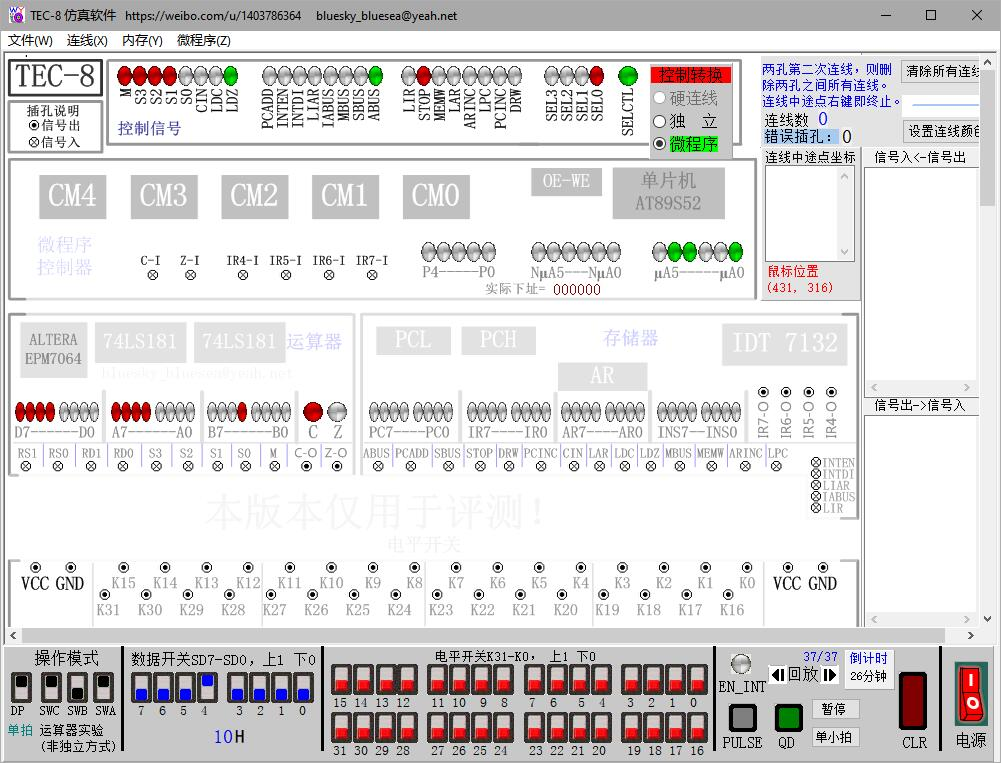 TEC-8 仿真软件 https://weibo.com/u/1403786364 bluesky_bluesea@yeah.net
文件(W) 连线(X) 内存(Y) 微程序(Z)
TEC-8
插孔说明
信号出
信号入
M S3 S2 S1 S0 CIN LDC LDZ
PCADD INTEN INTDI LIAR IABUS MBUS SBUS ABUS
LIR STOP MEMW LAR ARINC LPC PCINC DRW
SEL3 SEL2 SEL1 SEL0 SELCTL
控制信号
控制转换
硬连线
独 立
微程序
两孔第二次连线，则删
除两孔之间所有连线。
连线中途点右键即终止。
连线数 0
错误插孔： 0
清除所有连线
设置连线颜色
连线中途点坐标
信号入<-信号出
鼠标位置
(431, 316)
信号出->信号入
CM4 CM3 CM2 CM1 CM0 OE-WE 单片机
AT89S52
微程序
控制器
C-I Z-I IR4-I IR5-I IR6-I IR7-I
P4-----P0 NμA5---NμA0 μA5-----μA0
实际下址= 000000
ALTERA
EPM7064
74LS181 74LS181 运算器
bluesky_bluesea@yeah.net
PCL PCH 存储器 IDT 7132
AR
D7-----D0 A7-----A0 B7-----B0 C Z
PC7----PC0 IR7----IR0 AR7----AR0 INS7--INS0
IR7-O IR6-O IR5-O IR4-O
RS1 RS0 RD1 RD0 S3 S2 S1 S0 M C-O Z-O
ABUS PCADD SBUS STOP DRW PCINC CIN LAR LDC LDZ MBUS MEMW ARINC LPC
INTEN
INTDI
LIAR
IABUS
LIR
本版本仅用于评测！
电平开关
VCC GND K15 K14 K13 K12 K11 K10 K9 K8 K7 K6 K5 K4 K3 K2 K1 K0 VCC GND
K31 K30 K29 K28 K27 K26 K25 K24 K23 K22 K21 K20 K19 K18 K17 K16
操作模式
DP SWC SWB SWA
单拍 运算器实验
(非独立方式)
数据开关SD7-SD0，上1 下0
7 6 5 4 3 2 1 0
10H
电平开关K31-K0， 上1 下0
15 14 13 12 11 10 9 8 7 6 5 4 3 2 1 0
31 30 29 28 27 26 25 24 23 22 21 20 19 18 17 16
EN_INT
37/37
回放
倒计时
26分钟
PULSE QD
暂停
单小拍
CLR
电源